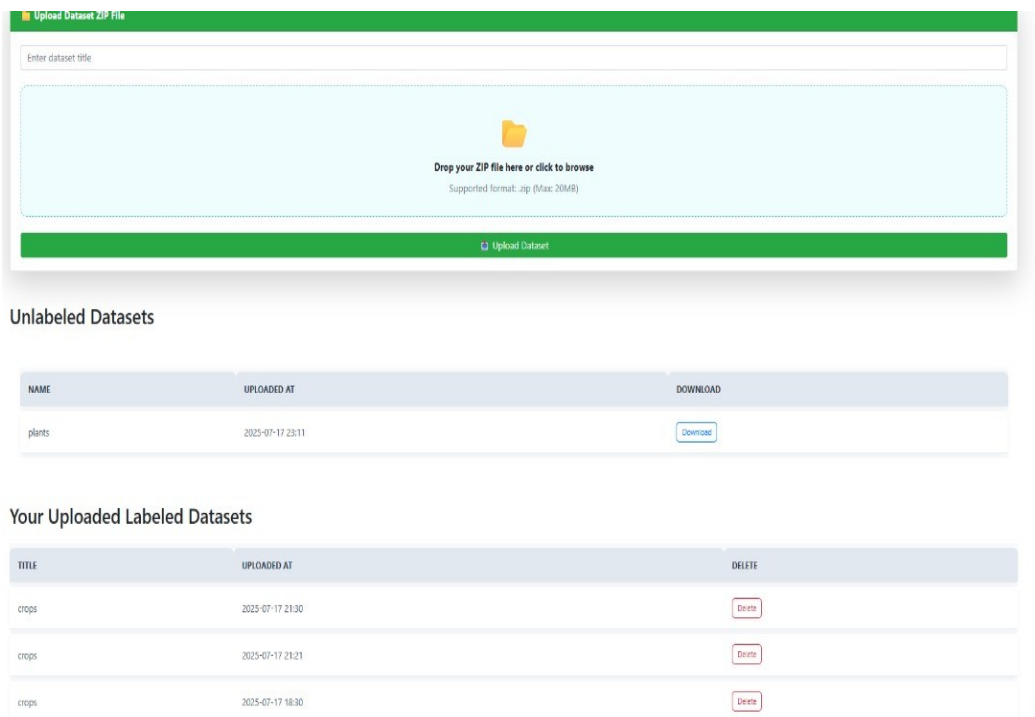 Upload Dataset ZIP File
Enter dataset title
Drop your ZIP file here or click to browse
Supported format: .zip (Max: 20MB)
Upload Dataset
Unlabeled Datasets
NAME UPLOADED AT DOWNLOAD
plants 2025-07-17 23:11 Download
Your Uploaded Labeled Datasets
TITLE UPLOADED AT DELETE
crops 2025-07-17 21:30 Delete
crops 2025-07-17 21:21 Delete
crops 2025-07-17 18:30 Delete